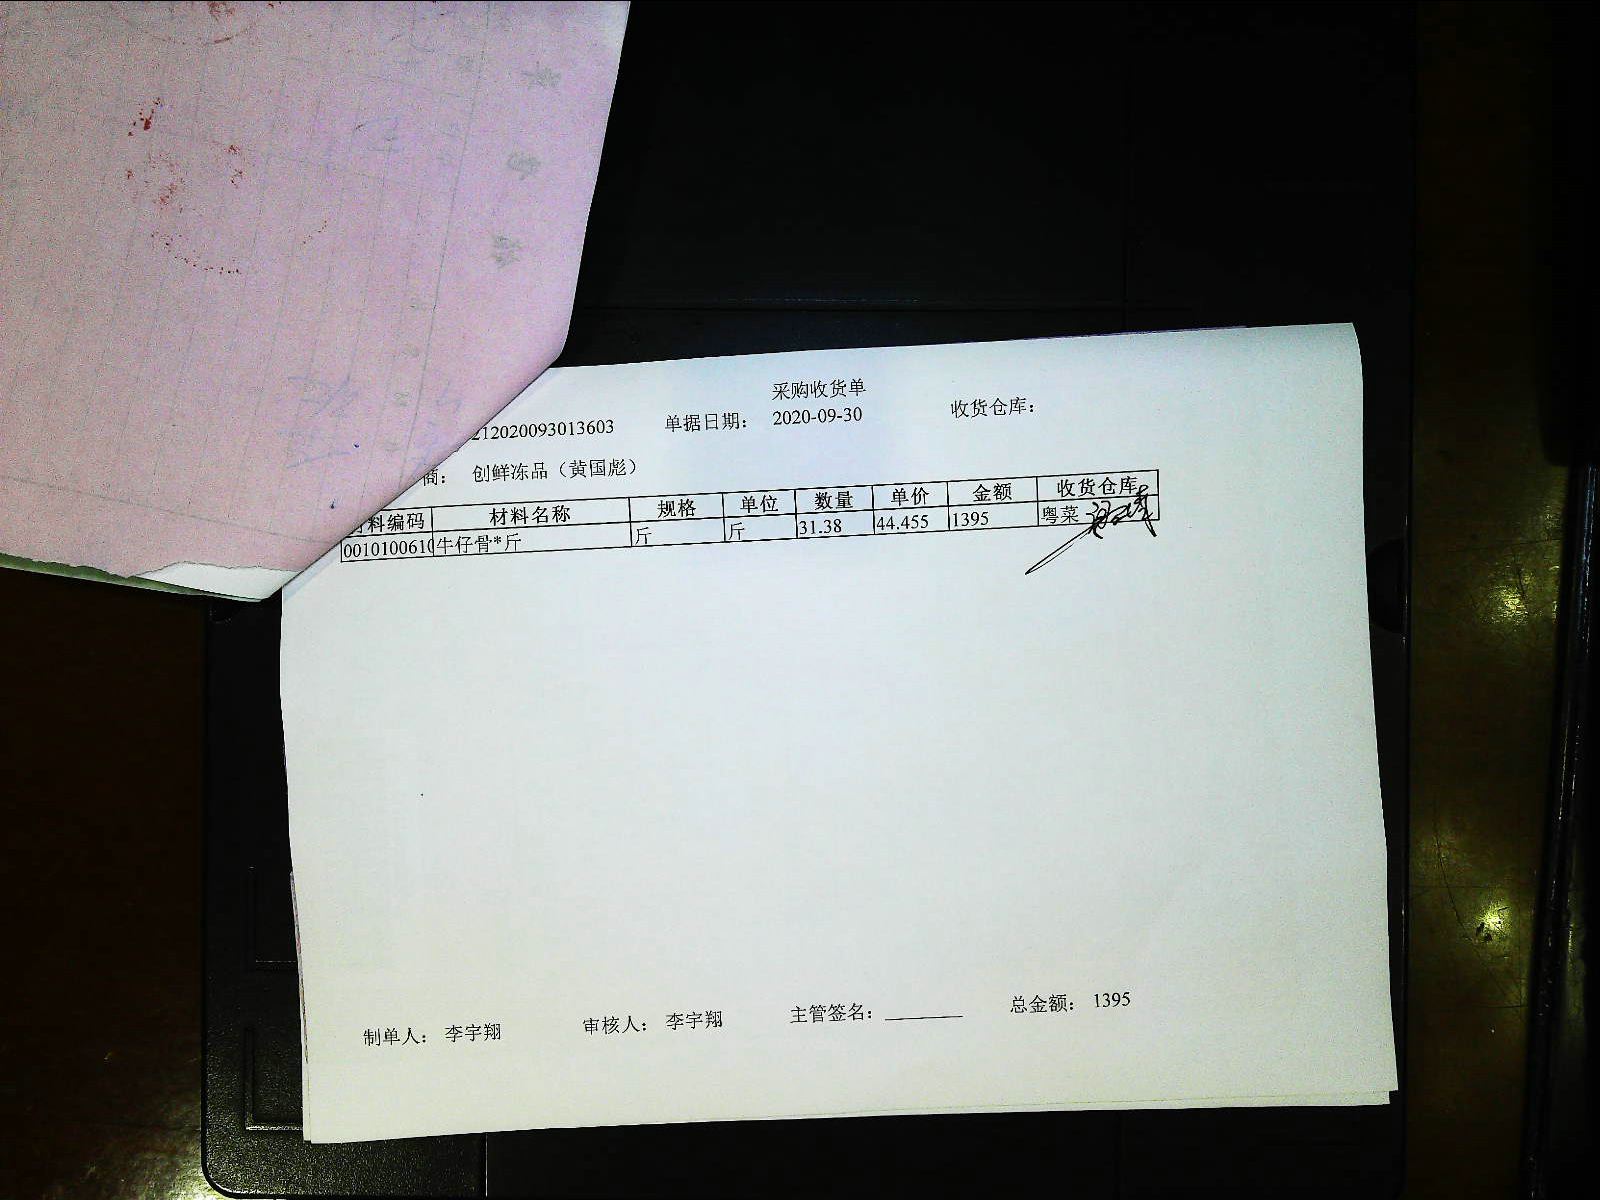 采购收货单
212020093013603 单据日期： 2020-09-30 收货仓库：
商： 创鲜冻品（黄国彪）
料编码 材料名称 规格 单位 数量 单价 金额 收货仓库
0010100610 牛仔骨*斤 斤 斤 31.38 44.455 1395 粤菜
制单人： 李宇翔 审核人： 李宇翔 主管签名：________ 总金额： 1395